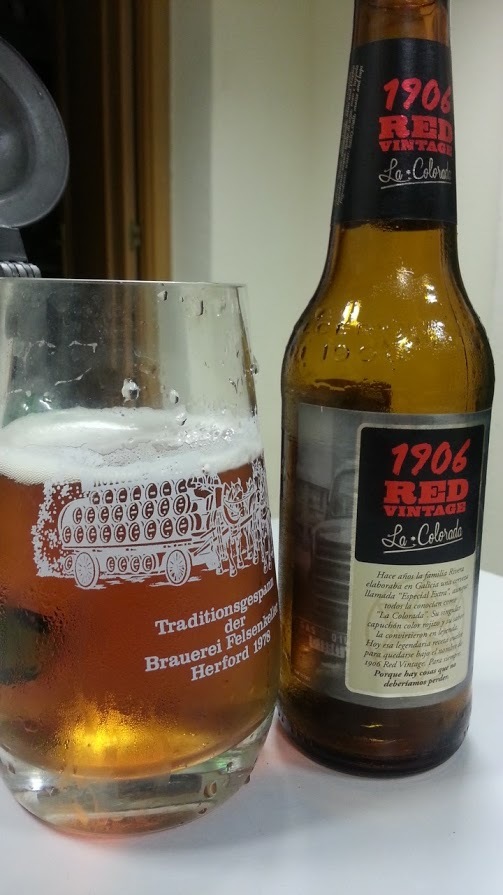 1906
RED
VINTAGE
La Colorada
1906
RED
VINTAGE
La Colorada
Hace años la familia Rivera
elaboraba en Galicia una cerveza
llamada "Especial Extra", aunque
todos la conocían como
"La Colorada". Su singular
capuchón color rojo y su sabor
la convirtieron en leyenda.
Hoy esa legendaria receta vuelve
para quedarse bajo el nombre de
1906 Red Vintage. Para siempre.
Porque hay cosas que no
deberíamos perder.
Traditionsgespann
der
Brauerei Felsenkeller
Herford 1978